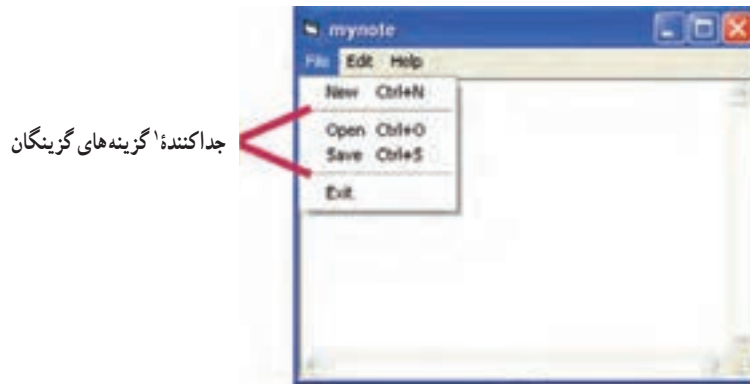 mynote
File Edit Help
New Ctrl+N
Open Ctrl+O
Save Ctrl+S
Exit
جداکنندهٔ۱ گزینه‌های گزینگان